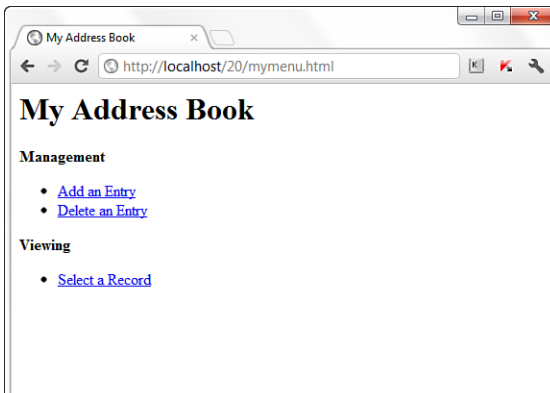 My Address Book
http://localhost/20/mymenu.html
My Address Book
Management
Add an Entry
Delete an Entry
Viewing
Select a Record